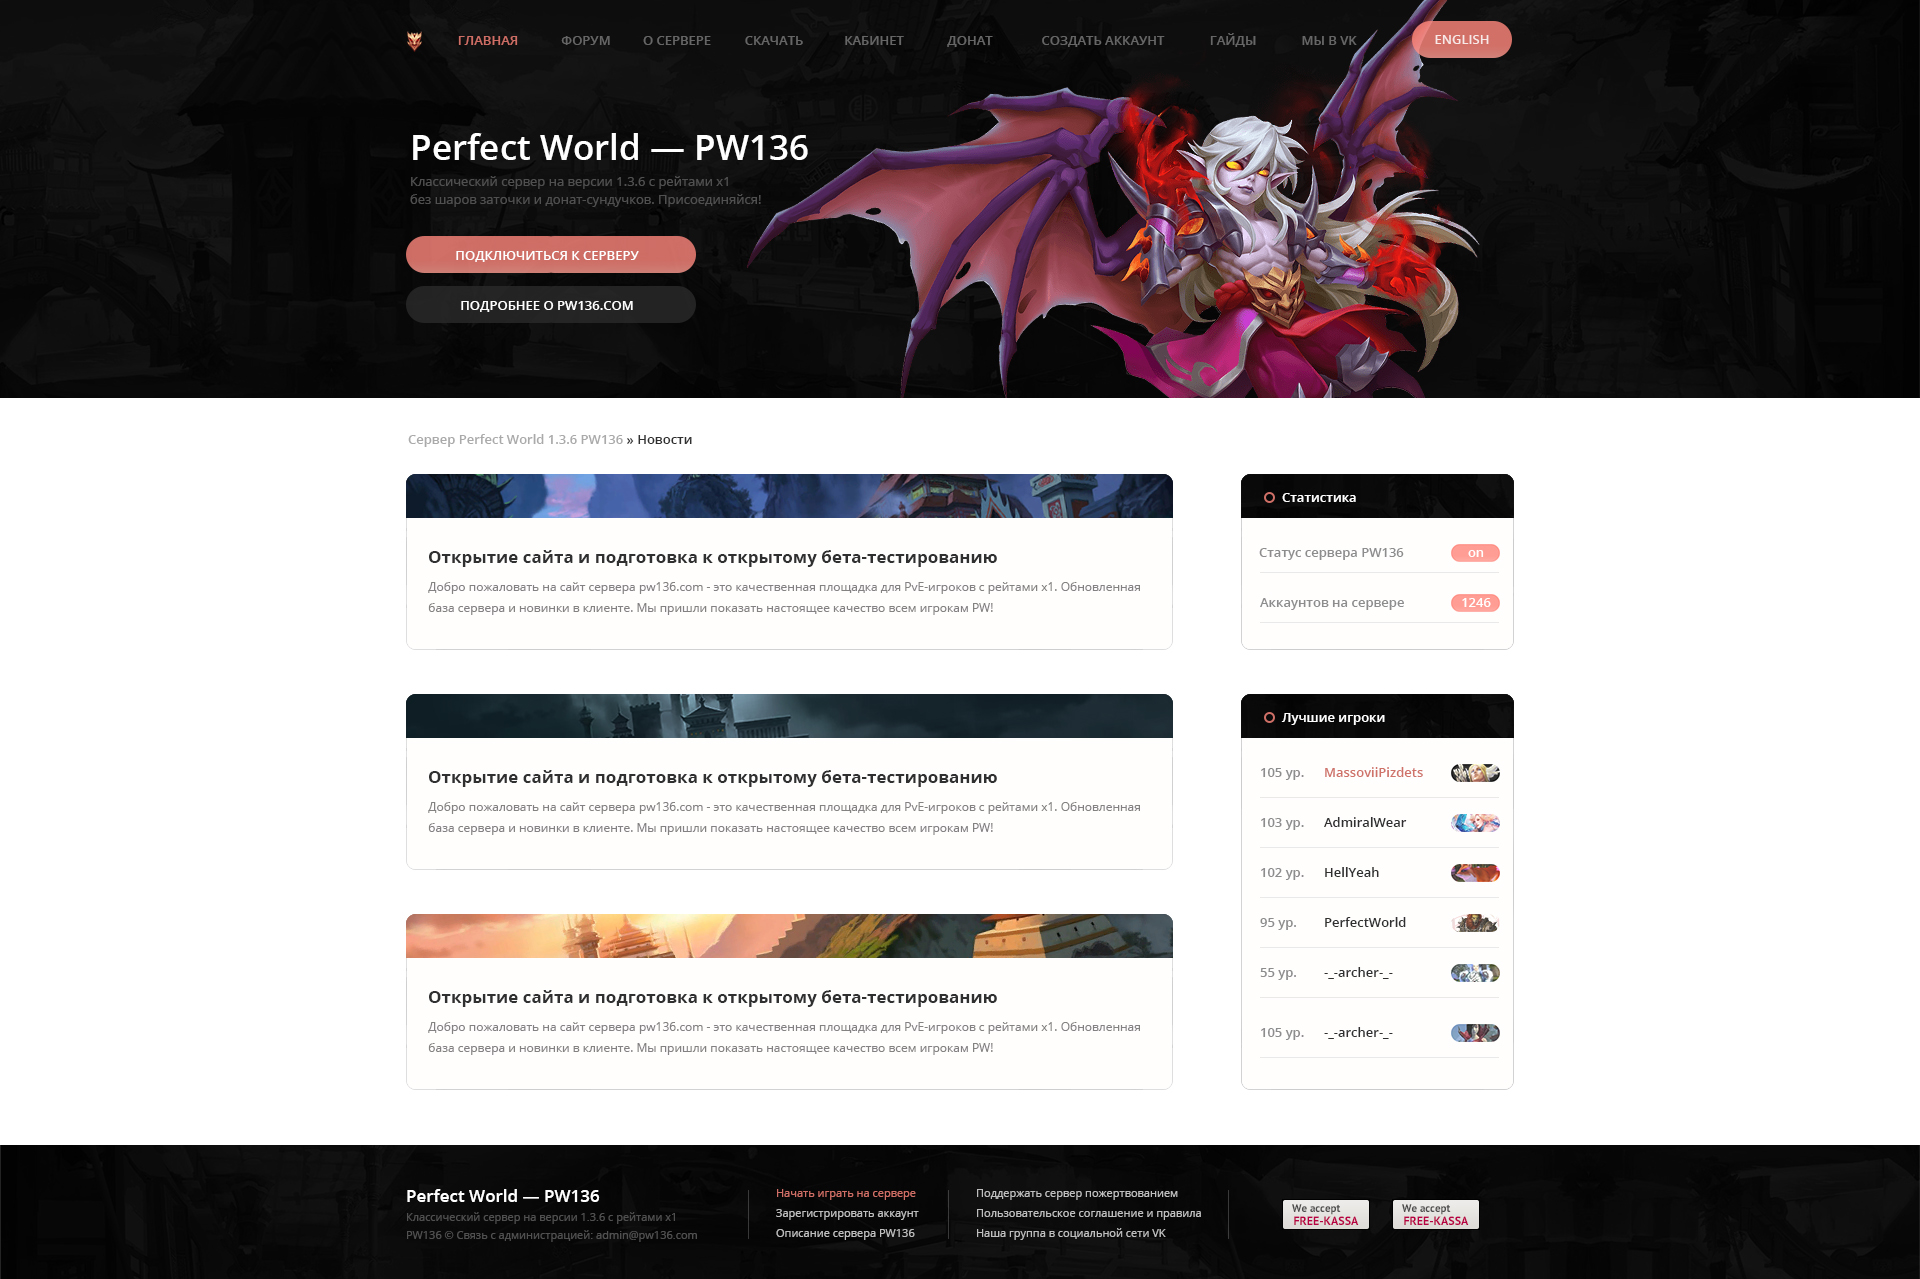 ГЛАВНАЯ ФОРУМ О СЕРВЕРЕ СКАЧАТЬ КАБИНЕТ ДОНАТ СОЗДАТЬ АККАУНТ ГАЙДЫ МЫ В VK ENGLISH
Perfect World — PW136
Классический сервер на версии 1.3.6 с рейтами x1
без шаров заточки и донат-сундучков. Присоединяйся!
ПОДКЛЮЧИТЬСЯ К СЕРВЕРУ
ПОДРОБНЕЕ О PW136.COM
Сервер Perfect World 1.3.6 PW136 » Новости
Открытие сайта и подготовка к открытому бета-тестированию
Добро пожаловать на сайт сервера pw136.com - это качественная площадка для PvE-игроков с рейтами x1. Обновленная
база сервера и новинки в клиенте. Мы пришли показать настоящее качество всем игрокам PW!
Открытие сайта и подготовка к открытому бета-тестированию
Добро пожаловать на сайт сервера pw136.com - это качественная площадка для PvE-игроков с рейтами x1. Обновленная
база сервера и новинки в клиенте. Мы пришли показать настоящее качество всем игрокам PW!
Открытие сайта и подготовка к открытому бета-тестированию
Добро пожаловать на сайт сервера pw136.com - это качественная площадка для PvE-игроков с рейтами x1. Обновленная
база сервера и новинки в клиенте. Мы пришли показать настоящее качество всем игрокам PW!
Статистика
Статус сервера PW136 on
Аккаунтов на сервере 1246
Лучшие игроки
105 ур. MassoviiPizdets
103 ур. AdmiralWear
102 ур. HellYeah
95 ур. PerfectWorld
55 ур. -_-archer-_-
105 ур. -_-archer-_-
Perfect World — PW136
Классический сервер на версии 1.3.6 с рейтами x1
PW136 © Связь с администрацией: admin@pw136.com
Начать играть на сервере
Зарегистрировать аккаунт
Описание сервера PW136
Поддержать сервер пожертвованием
Пользовательское соглашение и правила
Наша группа в социальной сети VK
We accept
FREE-KASSA
We accept
FREE-KASSA